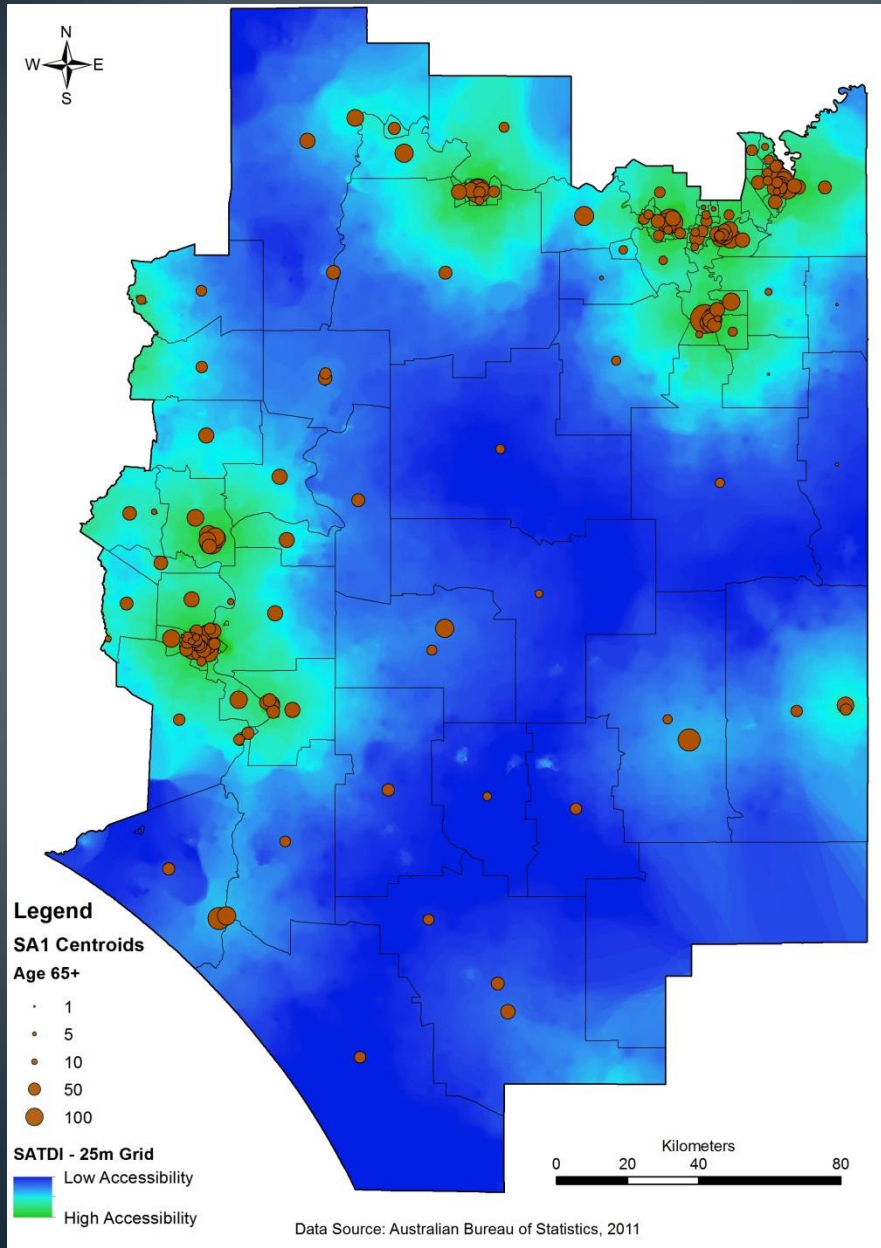 N
W E
S
Legend
SA1 Centroids
Age 65+
1
5
10
50
100
SATDI - 25m Grid
Low Accessibility
High Accessibility
Kilometers
0 20 40 80
Data Source: Australian Bureau of Statistics, 2011